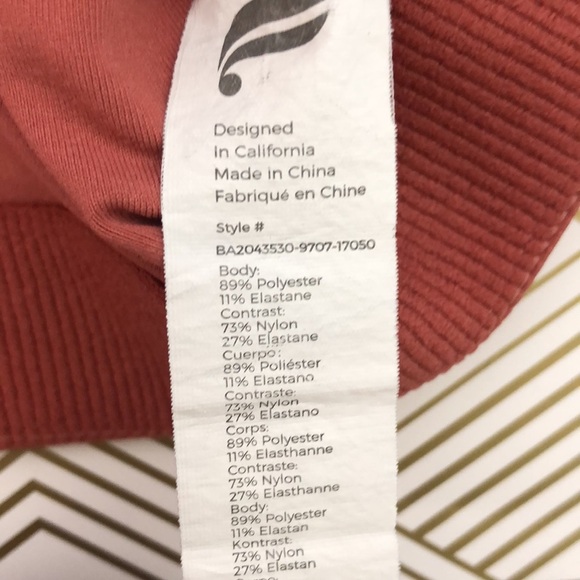 Designed
in California
Made in China
Fabriqué en Chine
Style #
BA2043530-9707-17050
Body:
89% Polyester
11% Elastane
Contrast:
73% Nylon
27% Elastane
Cuerpo:
89% Poliéster
11% Elastano
Contraste:
73% Nylon
27% Elastano
Corps:
89% Polyester
11% Elasthanne
Contraste:
73% Nylon
27% Elasthanne
Body:
89% Polyester
11% Elastan
Kontrast:
73% Nylon
27% Elastan